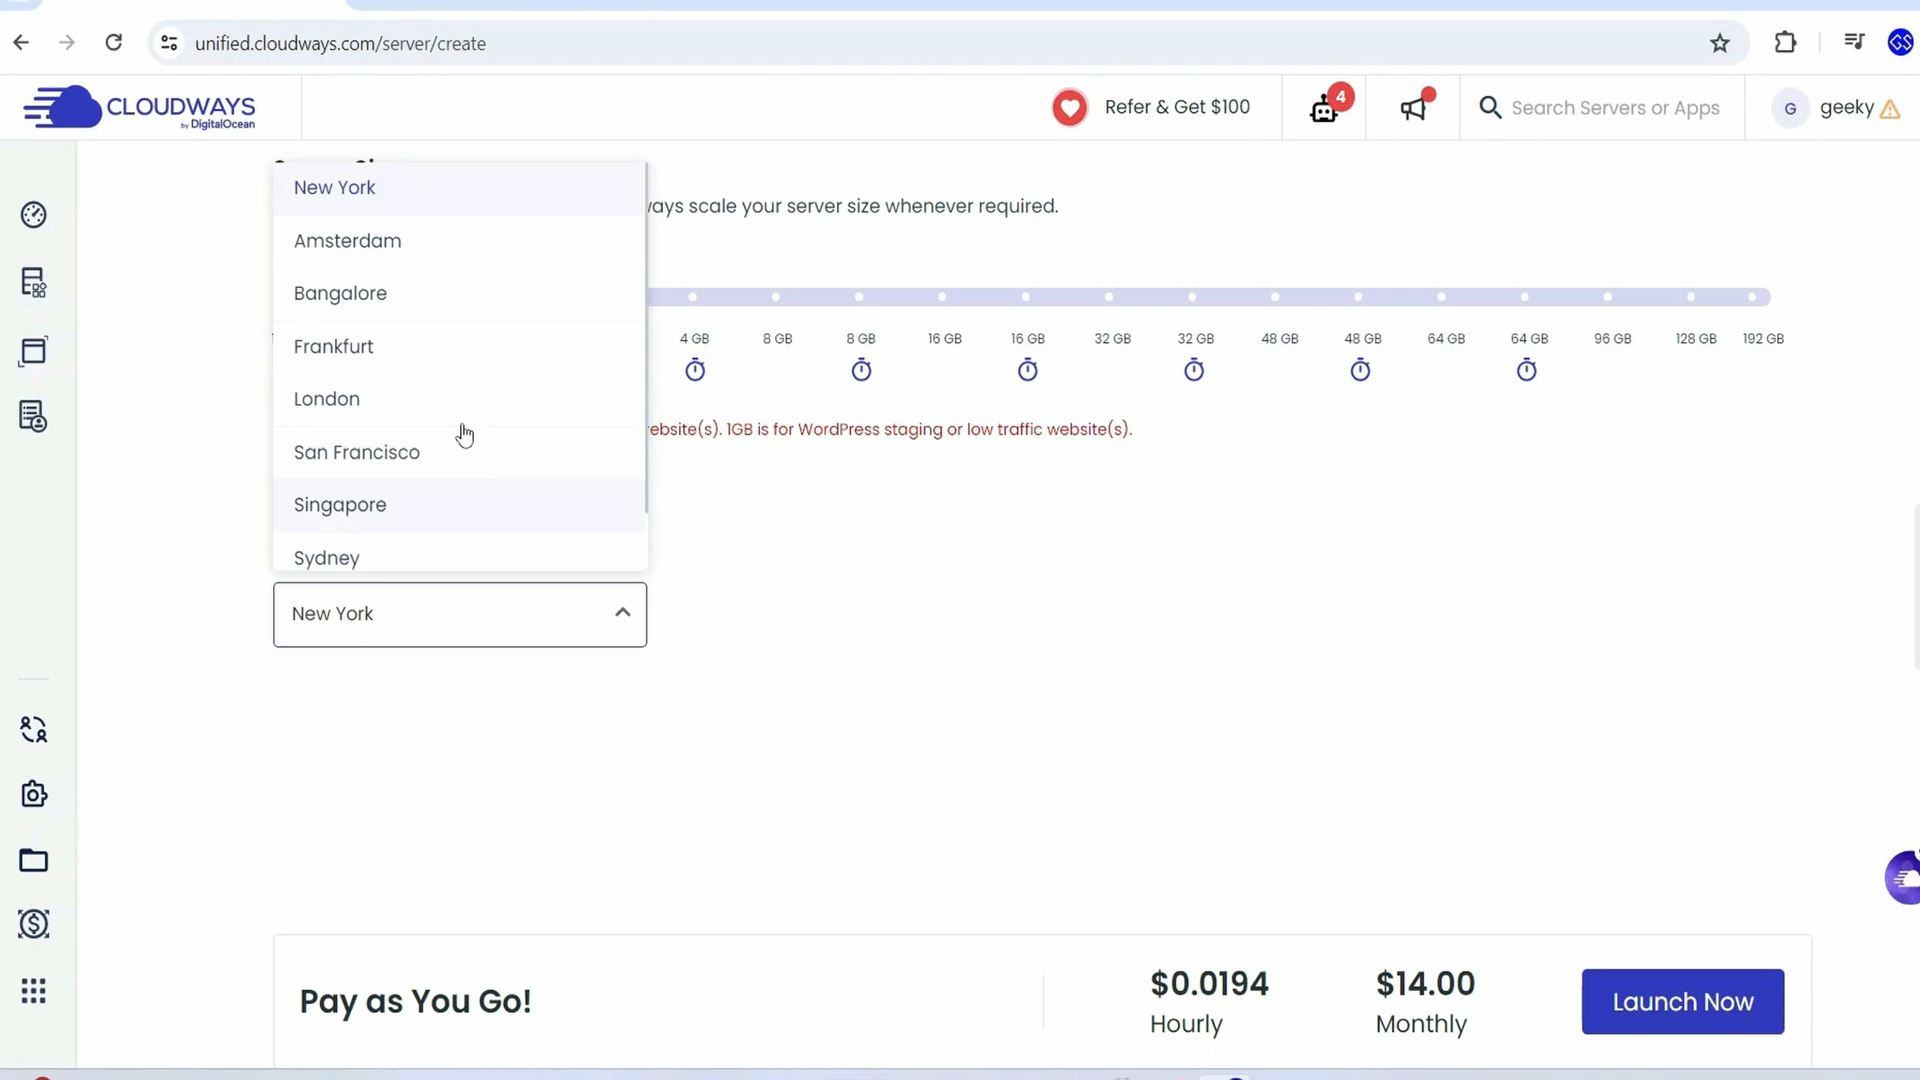 unified.cloudways.com/server/create
CLOUDWAYS
by DigitalOcean
Refer & Get $100
4
Search Servers or Apps
G
geeky
New York
ways scale your server size whenever required.
Amsterdam
Bangalore
4 GB 8 GB 8 GB 16 GB 16 GB 32 GB 32 GB 48 GB 48 GB 64 GB 64 GB 96 GB 128 GB 192 GB
Frankfurt
London
ebsite(s). 1GB is for WordPress staging or low traffic website(s).
San Francisco
Singapore
Sydney
New York
Pay as You Go!
$0.0194
Hourly
$14.00
Monthly
Launch Now